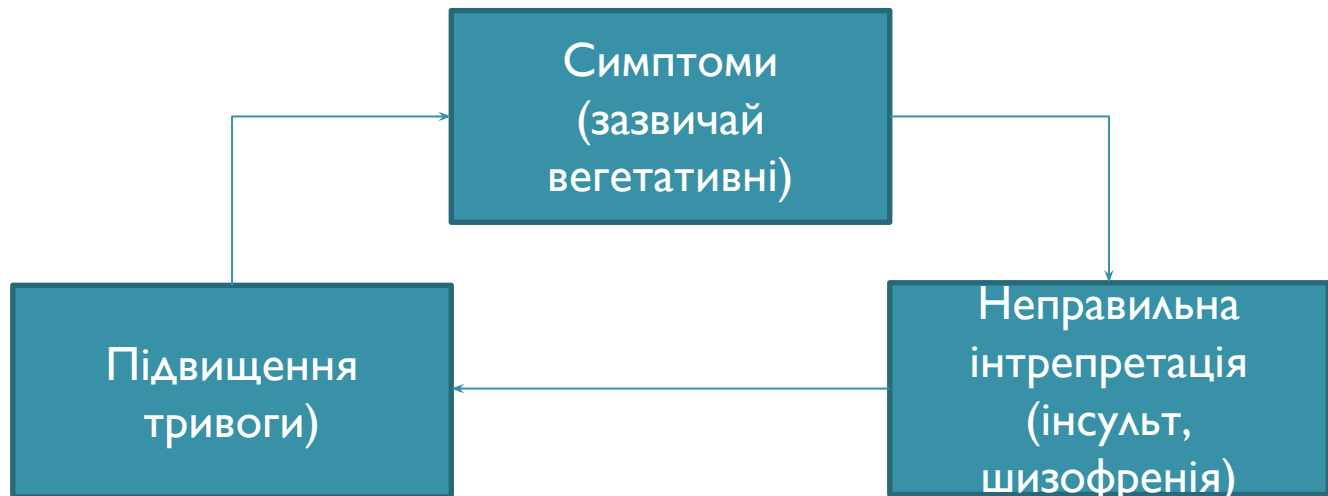 Симптоми
(зазвичай
вегетативні)
Підвищення
тривоги)
Неправильна
інтрепретація
(інсульт,
шизофренія)